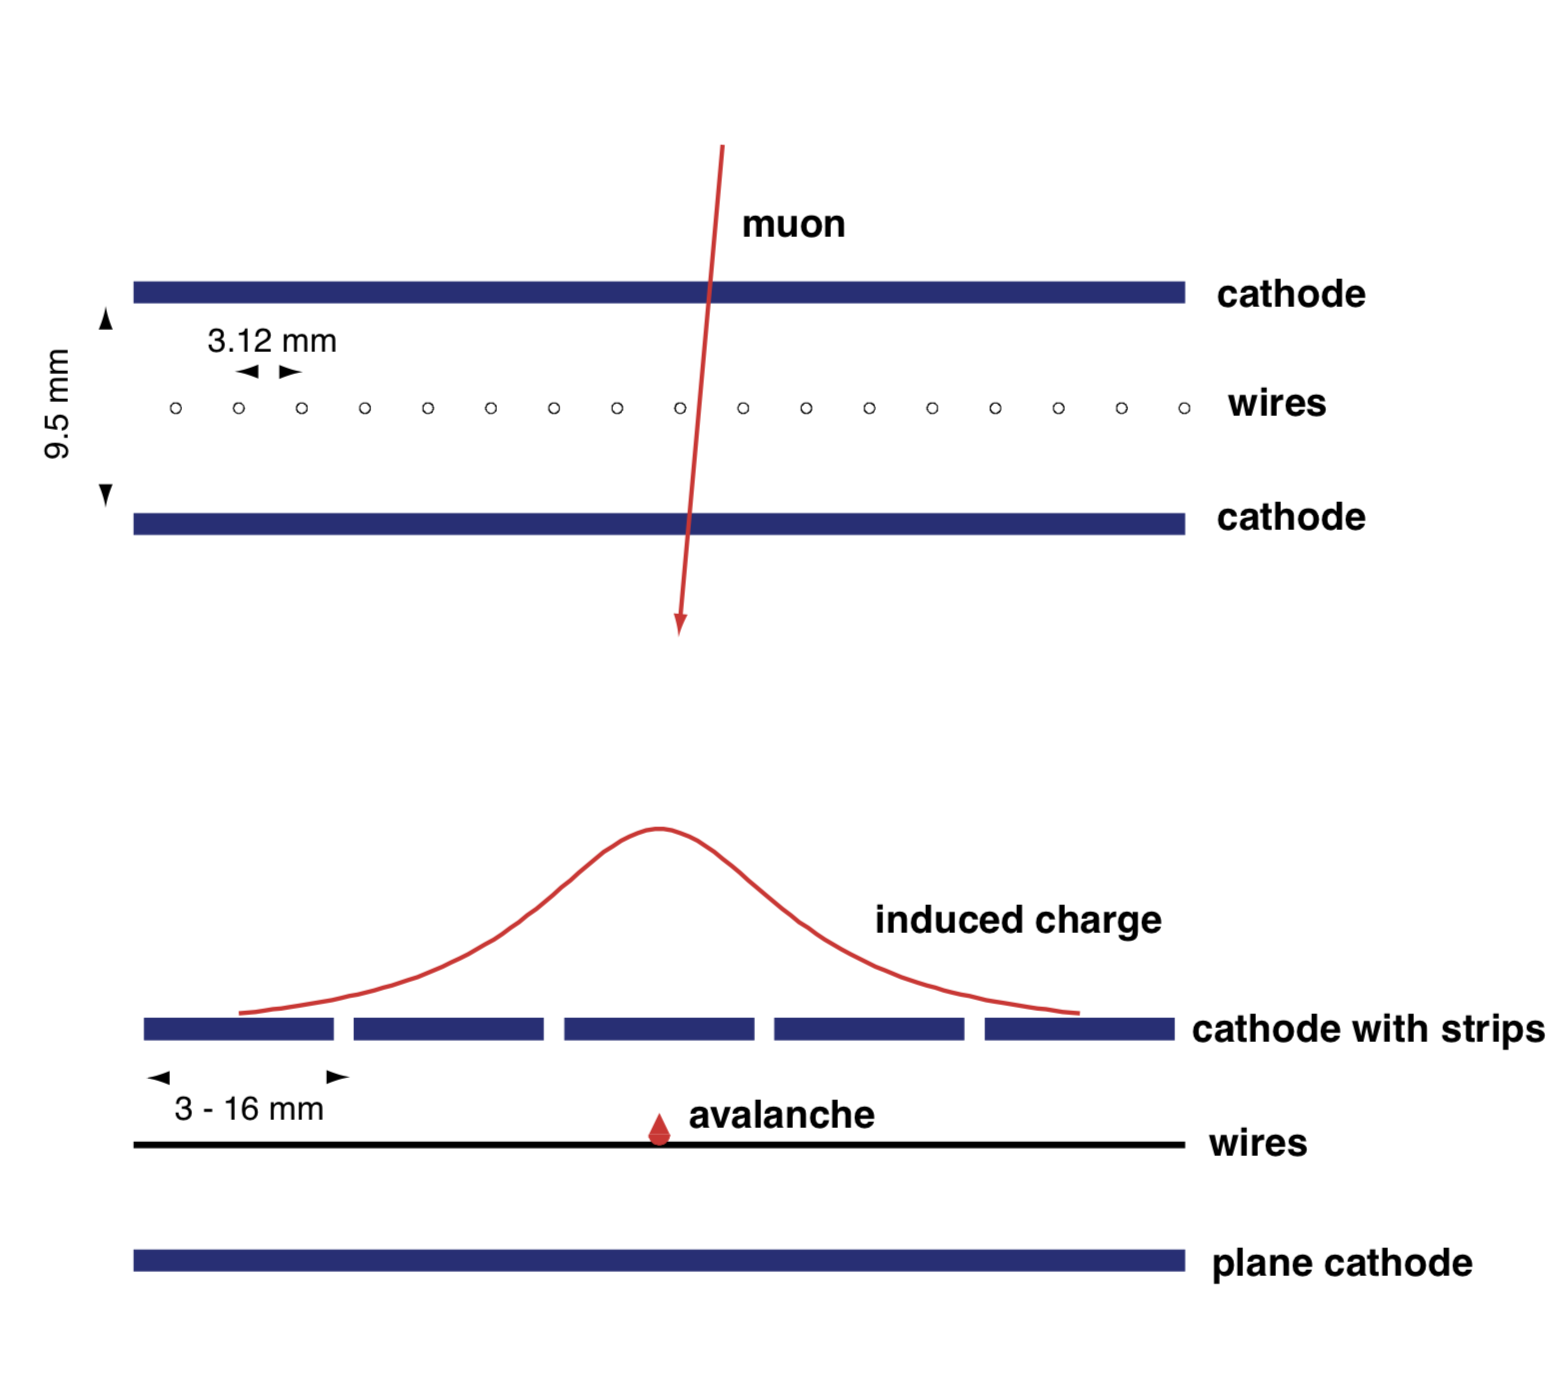 muon
cathode
3.12 mm
9.5 mm
wires
cathode
induced charge
cathode with strips
3 - 16 mm
avalanche
wires
plane cathode